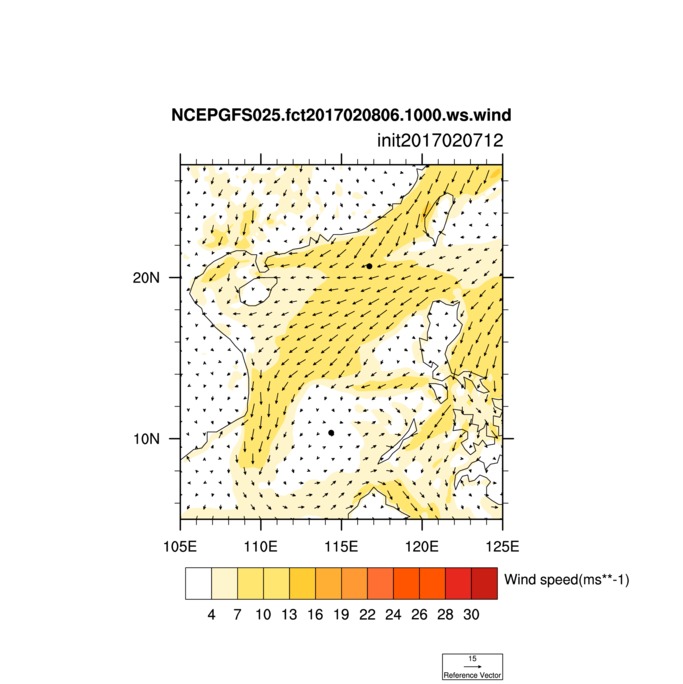 NCEPGFS025.fct2017020806.1000.ws.wind
init2017020712
20N
10N
105E 110E 115E 120E 125E
Wind speed(ms**-1)
4 7 10 13 16 19 22 24 26 28 30
15
Reference Vector